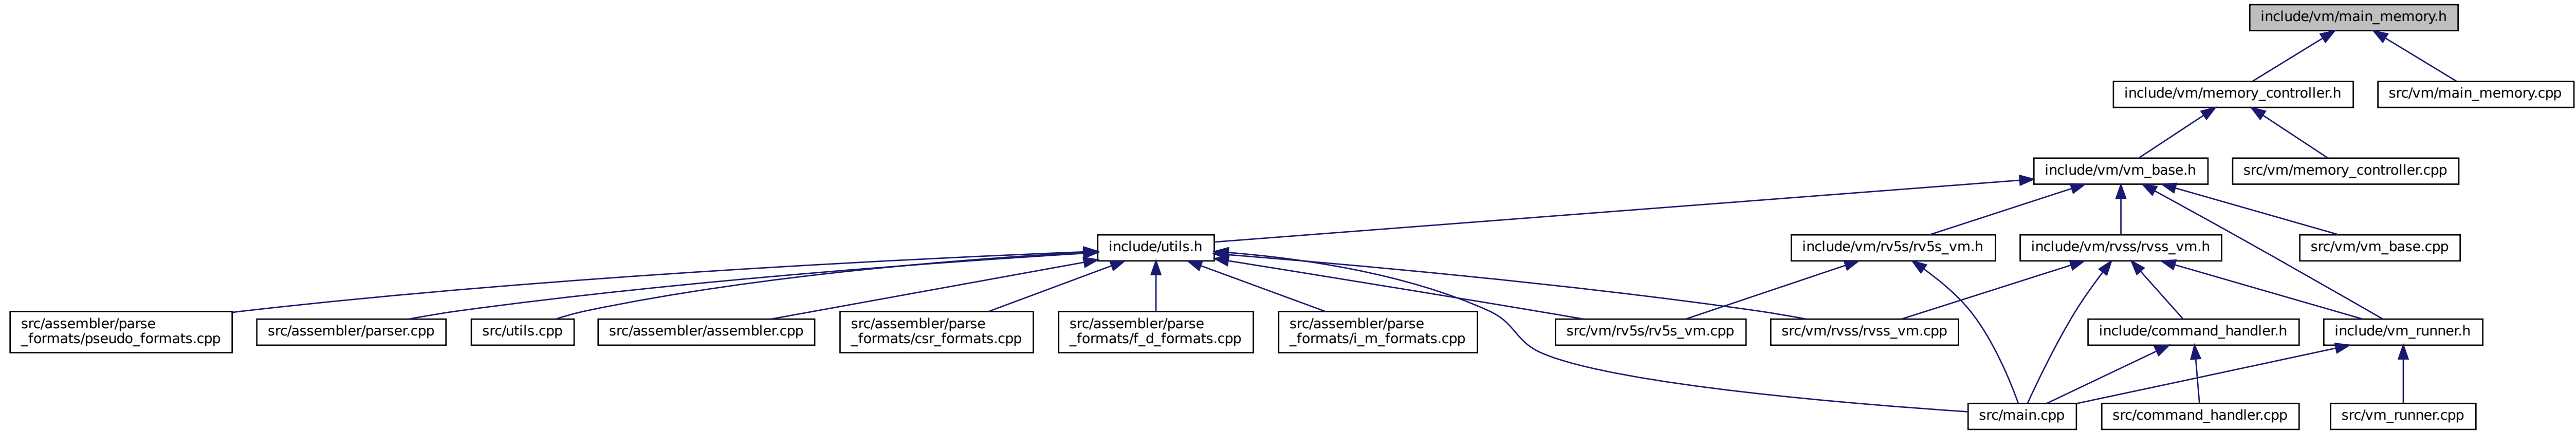 include/vm/main_memory.h
include/vm/memory_controller.h
src/vm/main_memory.cpp
include/vm/vm_base.h
src/vm/memory_controller.cpp
include/utils.h
include/vm/rv5s/rv5s_vm.h
include/vm/rvss/rvss_vm.h
src/vm/vm_base.cpp
src/assembler/parse
_formats/pseudo_formats.cpp
src/assembler/parser.cpp
src/utils.cpp
src/assembler/assembler.cpp
src/assembler/parse
_formats/csr_formats.cpp
src/assembler/parse
_formats/f_d_formats.cpp
src/assembler/parse
_formats/i_m_formats.cpp
src/vm/rv5s/rv5s_vm.cpp
src/vm/rvss/rvss_vm.cpp
include/command_handler.h
include/vm_runner.h
src/main.cpp
src/command_handler.cpp
src/vm_runner.cpp